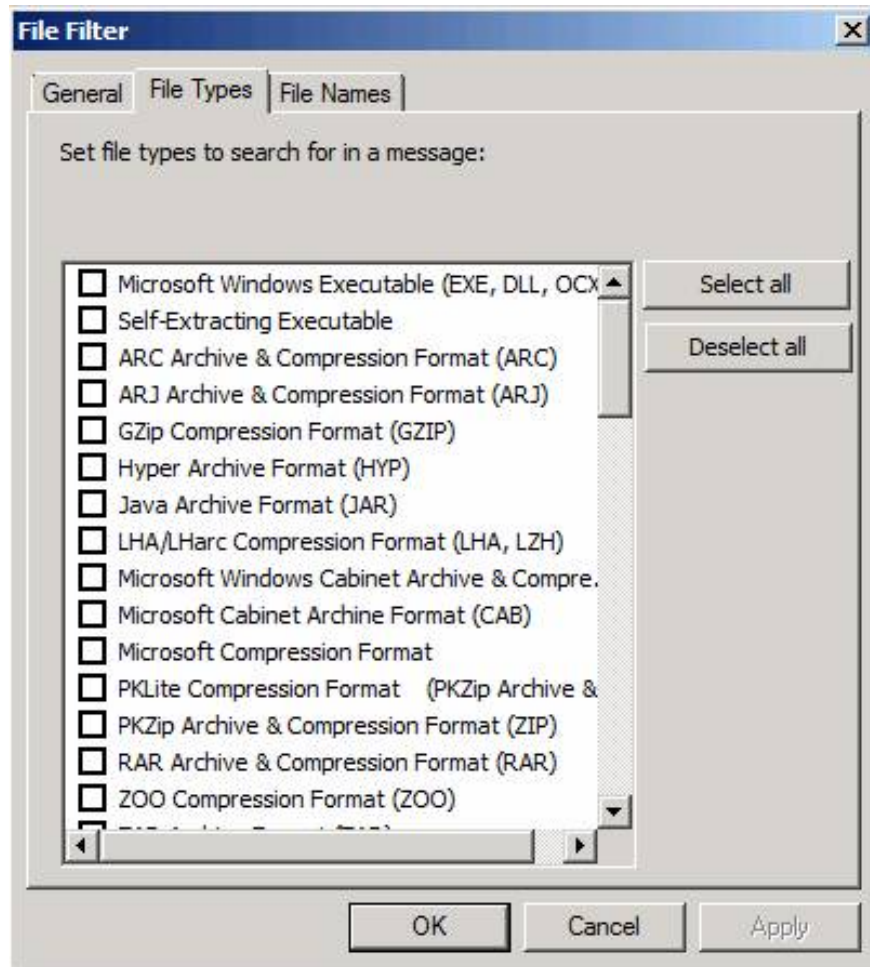 File Filter
General File Types File Names
Set file types to search for in a message:
Microsoft Windows Executable (EXE, DLL, OCX
Select all
Self-Extracting Executable
Deselect all
ARC Archive & Compression Format (ARC)
ARJ Archive & Compression Format (ARJ)
GZip Compression Format (GZIP)
Hyper Archive Format (HYP)
Java Archive Format (JAR)
LHA/LHarc Compression Format (LHA, LZH)
Microsoft Windows Cabinet Archive & Compre.
Microsoft Cabinet Archine Format (CAB)
Microsoft Compression Format
PKLite Compression Format (PKZip Archive &
PKZip Archive & Compression Format (ZIP)
RAR Archive & Compression Format (RAR)
ZOO Compression Format (ZOO)
OK Cancel Apply